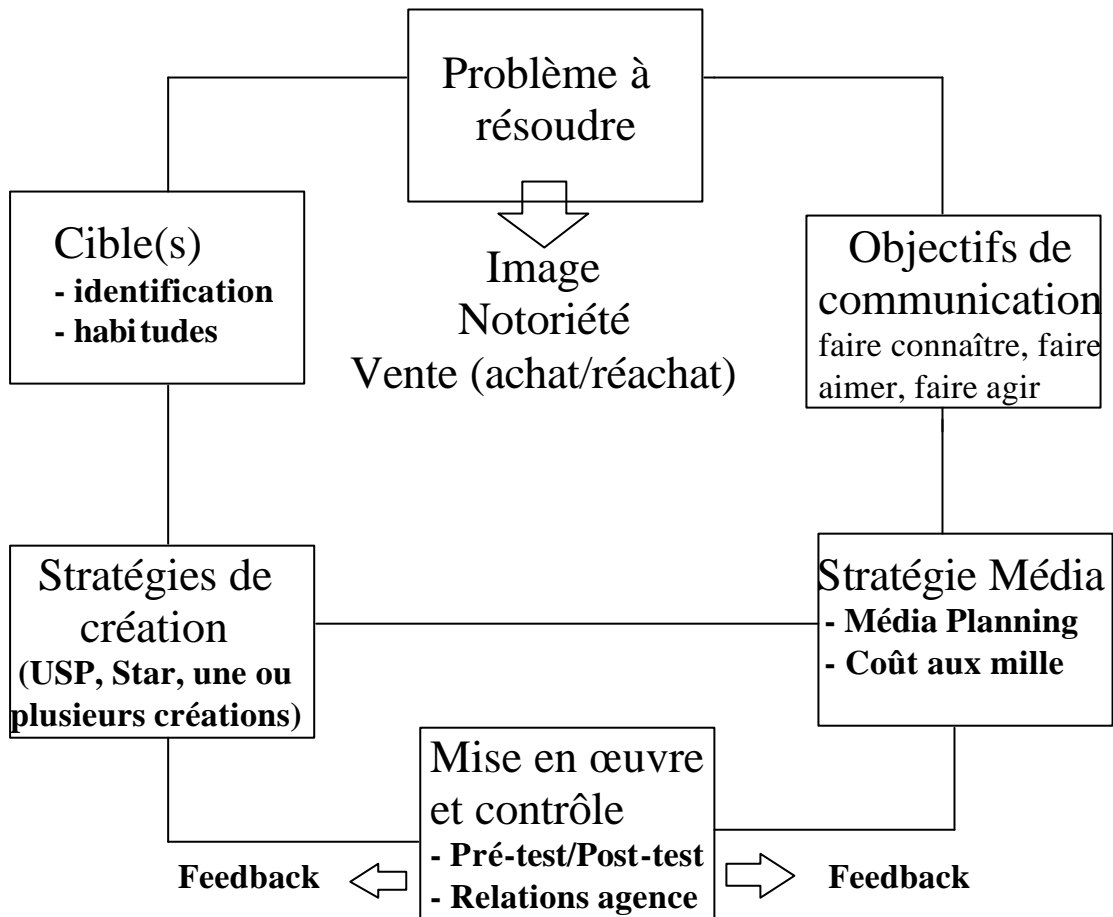 Problème à
résoudre
Cible(s)
- identification
- habitudes
Image
Notoriété
Vente (achat/réachat)
Objectifs de
communication
faire connaître, faire
aimer, faire agir
Stratégies de
création
(USP, Star, une ou
plusieurs créations)
Stratégie Média
- Média Planning
- Coût aux mille
Mise en œuvre
et contrôle
- Pré-test/Post-test
- Relations agence
Feedback
Feedback